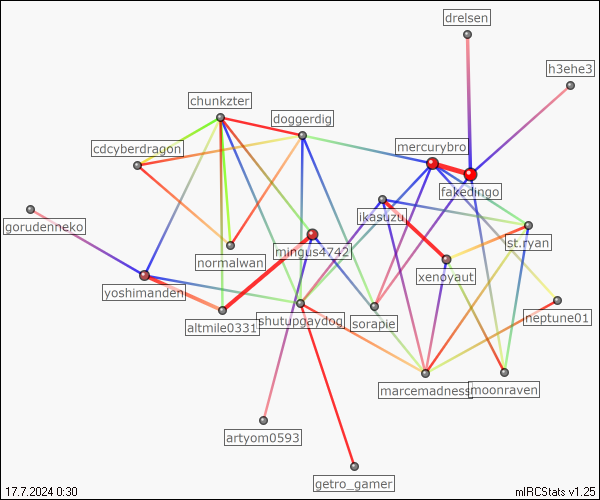 drelsen
h3ehe3
chunkzter
doggerdig
mercurybro
cdcyberdragon
fakedingo
ikasuzu
gorudenneko
st.ryan
normalwan
mingus4742
xenoyaut
yoshimanden
altmile0331
shutupgaydog
sorapie
neptune01
marcemadness
moonraven
artyom0593
getro_gamer
17.7.2024 0:30
mIRCStats v1.25